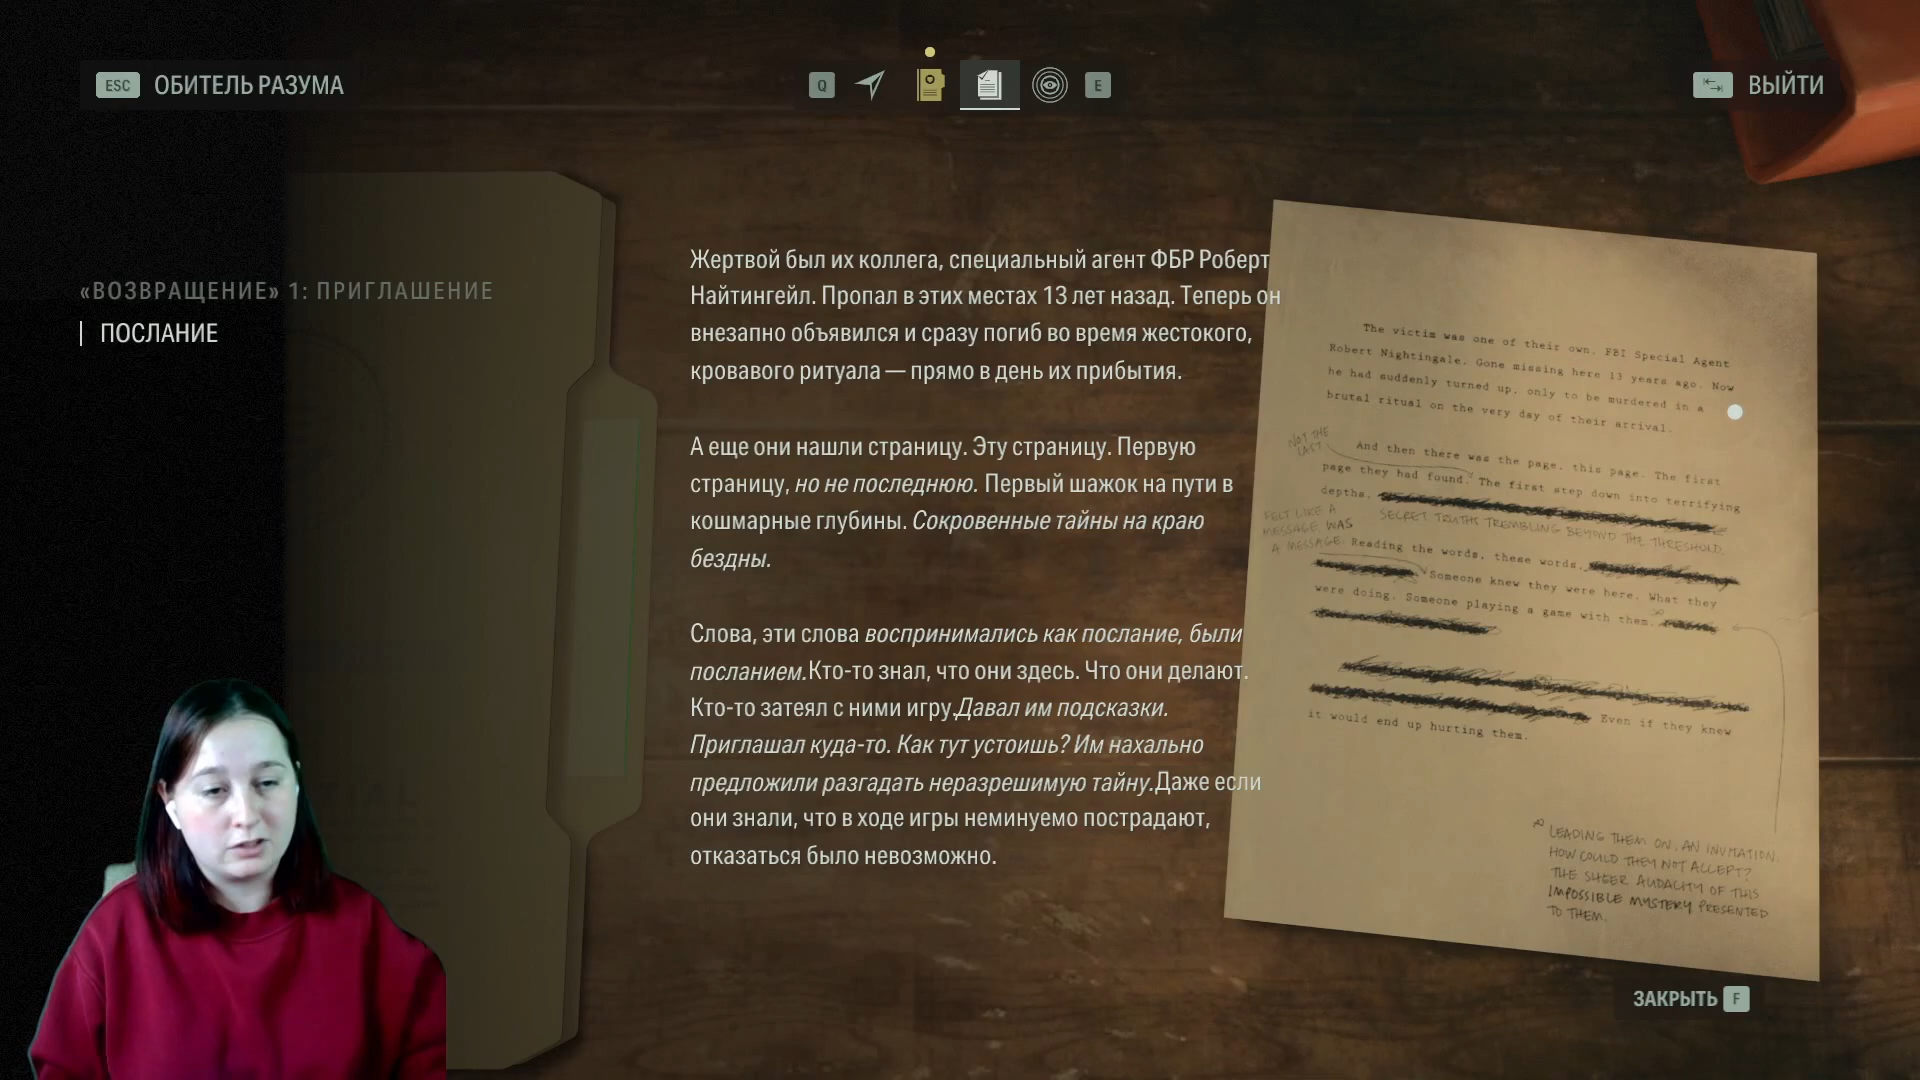 ESC ОБИТЕЛЬ РАЗУМА
Q
E
ВЫЙТИ
«ВОЗВРАЩЕНИЕ» 1: ПРИГЛАШЕНИЕ
ПОСЛАНИЕ
Жертвой был их коллега, специальный агент ФБР Роберт
Найтингейл. Пропал в этих местах 13 лет назад. Теперь он
внезапно объявился и сразу погиб во время жестокого,
кровавого ритуала — прямо в день их прибытия.
А еще они нашли страницу. Эту страницу. Первую
страницу, но не последнюю. Первый шажок на пути в
кошмарные глубины. Сокровенные тайны на краю
бездны.
Слова, эти слова воспринимались как послание, были
посланием.Кто-то знал, что они здесь. Что они делают.
Кто-то затеял с ними игру.Давал им подсказки.
Приглашал куда-то. Как тут устоишь? Им нахально
предложили разгадать неразрешимую тайну.Даже если
они знали, что в ходе игры неминуемо пострадают,
отказаться было невозможно.
The victim was one of their own. FBI Special Agent
Robert Nightingale. Gone missing here 13 years ago. Now
he had suddenly turned up, only to be murdered in a
brutal ritual on the very day of their arrival.
NOT THE
LAST
And then there was the page, this page. The first
page they had found. The first step down into terrifying
depths.
SECRET TRUTHS TREMBLING BEYOND THE THRESHOLD.
FELT LIKE A
MESSAGE. WAS
A MESSAGE.
Reading the words, these words,
Someone knew they were here. What they
were doing. Someone playing a game with them.
Even if they knew
it would end up hurting them.
LEADING THEM ON. AN INVITATION.
HOW COULD THEY NOT ACCEPT?
THE SHEER AUDACITY OF THIS
IMPOSSIBLE MYSTERY PRESENTED
TO THEM.
ЗАКРЫТЬ F